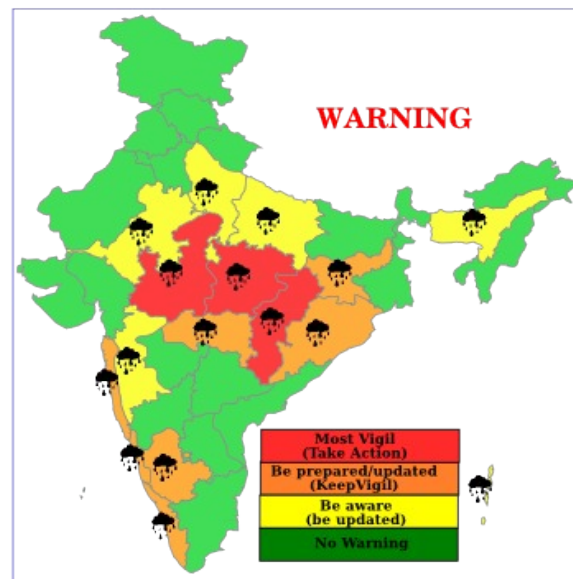 WARNING
Most Vigil
(Take Action)
Be prepared/updated
(KeepVigil)
Be aware
(be updated)
No Warning